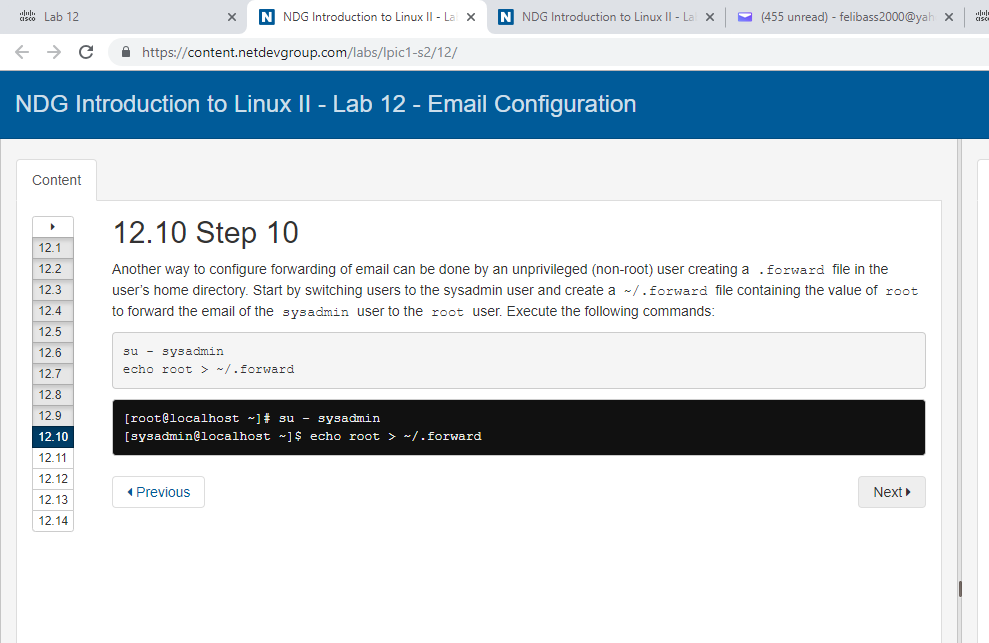 Lab 12
NDG Introduction to Linux II - La
NDG Introduction to Linux II - La
(455 unread) - felibass2000@yah
https://content.netdevgroup.com/labs/lpic1-s2/12/
NDG Introduction to Linux II - Lab 12 - Email Configuration
Content
12.1
12.2
12.3
12.4
12.5
12.6
12.7
12.8
12.9
12.10
12.11
12.12
12.13
12.14
12.10 Step 10
Another way to configure forwarding of email can be done by an unprivileged (non-root) user creating a .forward file in the
user’s home directory. Start by switching users to the sysadmin user and create a ~/.forward file containing the value of root
to forward the email of the sysadmin user to the root user. Execute the following commands:
su - sysadmin
echo root > ~/.forward
[root@localhost ~]# su - sysadmin
[sysadmin@localhost ~]$ echo root > ~/.forward
Previous
Next